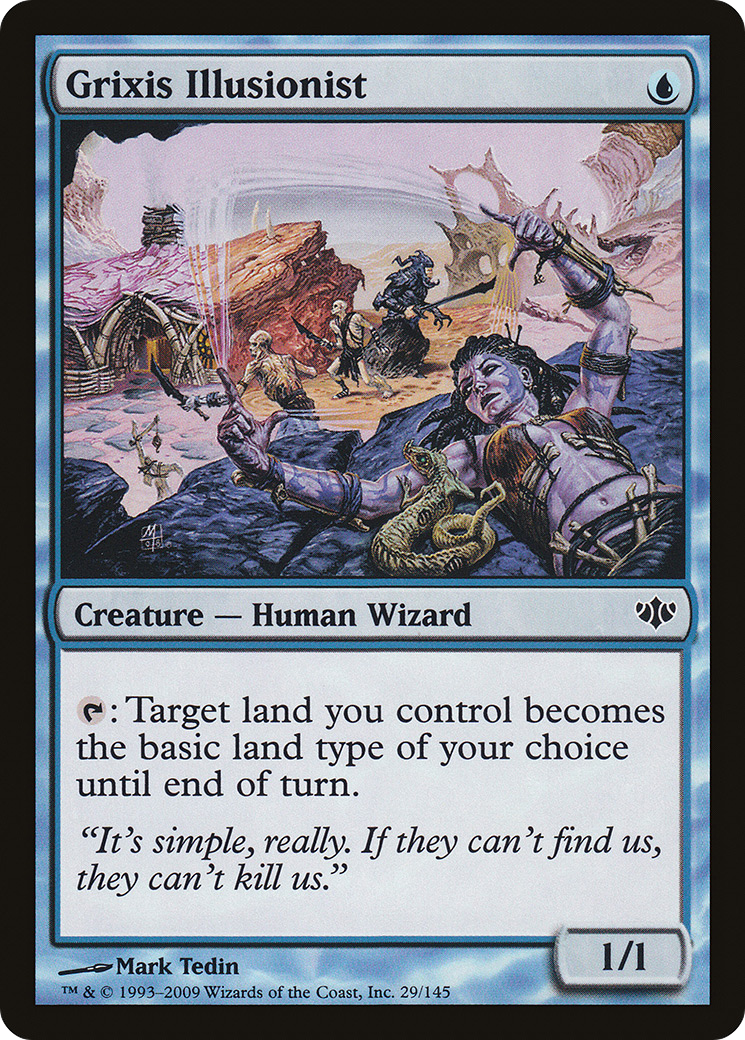 Grixis Illusionist
Creature — Human Wizard
: Target land you control becomes
the basic land type of your choice
until end of turn.
“It’s simple, really. If they can’t find us,
they can’t kill us.”
1/1
Mark Tedin
™ & © 1993–2009 Wizards of the Coast, Inc. 29/145